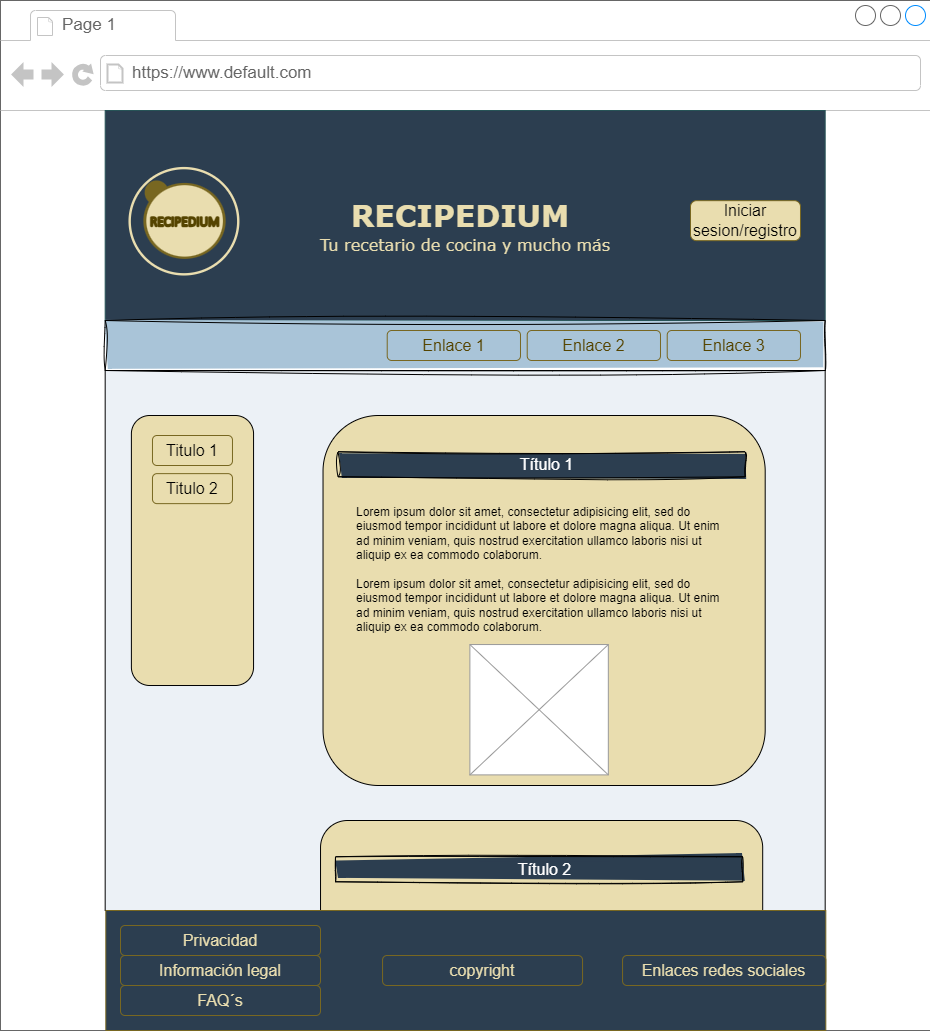 Page 1
https://www.default.com
RECIPEDIUM
RECIPEDIUM
Tu recetario de cocina y mucho más
Iniciar
sesion/registro
Enlace 1
Enlace 2
Enlace 3
Titulo 1
Titulo 2
Título 1
Lorem ipsum dolor sit amet, consectetur adipisicing elit, sed do
eiusmod tempor incididunt ut labore et dolore magna aliqua. Ut enim
ad minim veniam, quis nostrud exercitation ullamco laboris nisi ut
aliquip ex ea commodo colaborum.
Lorem ipsum dolor sit amet, consectetur adipisicing elit, sed do
eiusmod tempor incididunt ut labore et dolore magna aliqua. Ut enim
ad minim veniam, quis nostrud exercitation ullamco laboris nisi ut
aliquip ex ea commodo colaborum.
Título 2
Privacidad
Información legal
FAQ´s
copyright
Enlaces redes sociales